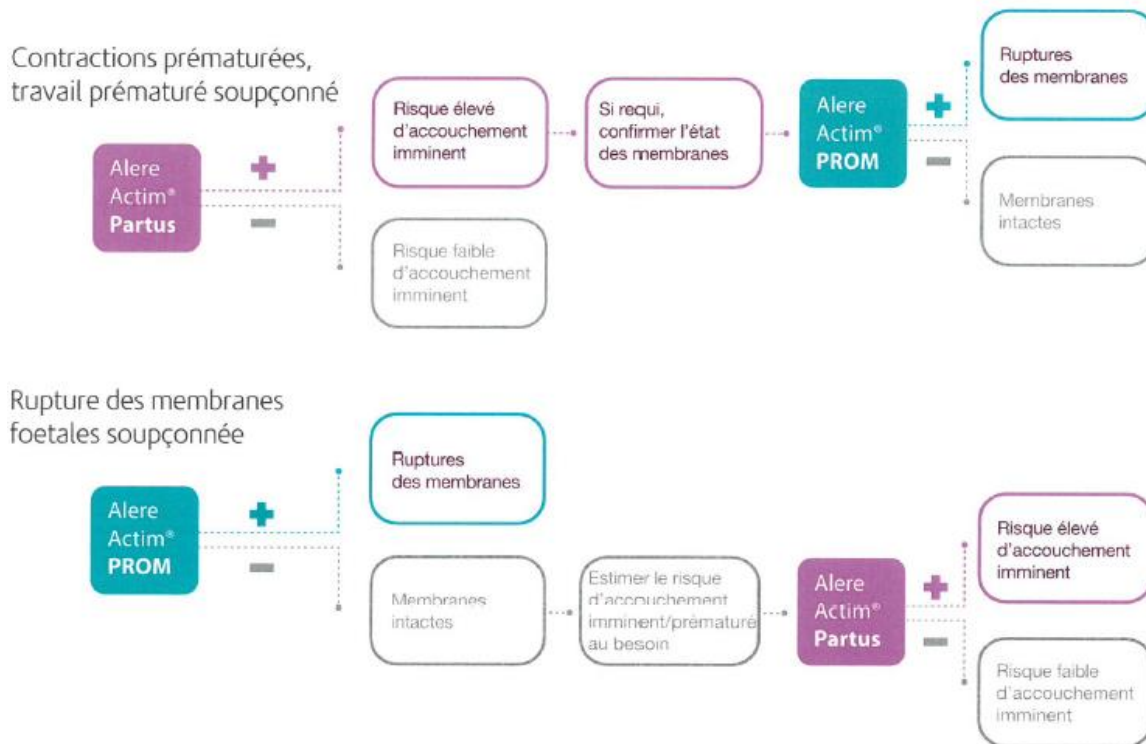 Contractions prématurées,
travail prématuré soupçonné
Alere
Actim®
Partus
+
−
Risque élevé
d'accouchement
imminent
Risque faible
d'accouchement
imminent
Si requi,
confirmer l'état
des membranes
Alere
Actim®
PROM
+
−
Ruptures
des membranes
Membranes
intactes
Rupture des membranes
foetales soupçonnée
Alere
Actim®
PROM
+
−
Ruptures
des membranes
Membranes
intactes
Estimer le risque
d'accouchement
imminent/prématuré
au besoin
Alere
Actim®
Partus
+
−
Risque élevé
d'accouchement
imminent
Risque faible
d'accouchement
imminent